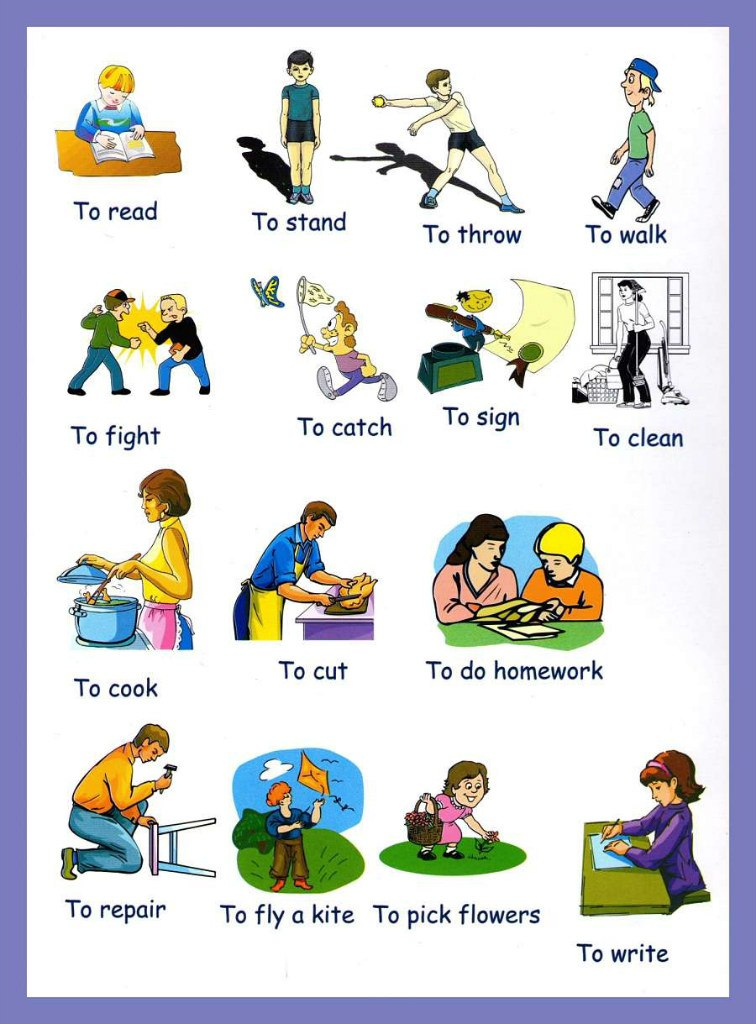 To read
To stand
To throw
To walk
To fight
To catch
To sign
To clean
To cook
To cut
To do homework
To repair
To fly a kite
To pick flowers
To write